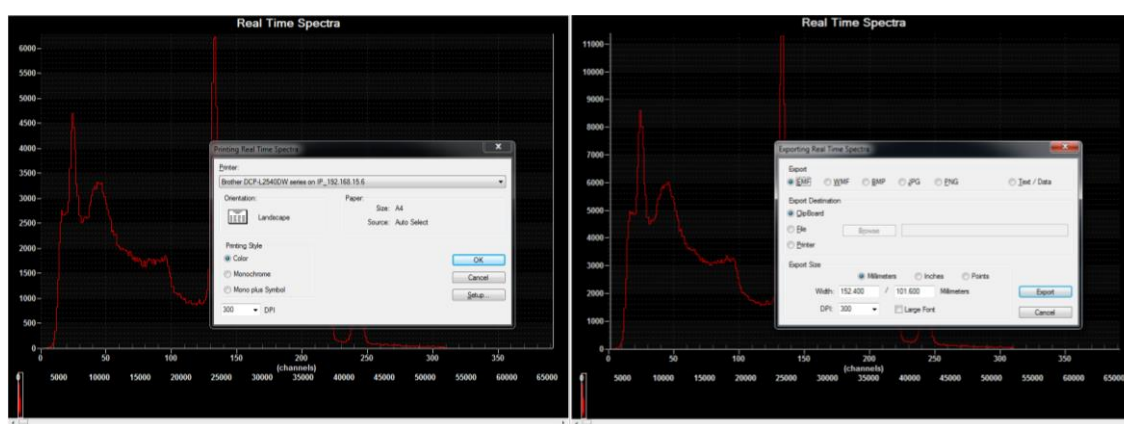 Real Time Spectra
6000
5500
5000
4500
4000
3500
3000
2500
2000
1500
1000
500
0
Printing Real Time Spectra
X
Printer:
Brother DCP-L2540DW series on IP_192.168.15.6
Orientation:
Landscape
Paper:
Size: A4
Source: Auto Select
Printing Style
Color
Monochrome
Mono plus Symbol
300 DPI
OK
Cancel
Setup...
0 50 100 150 200 250 300 350
(channels)
0 5000 10000 15000 20000 25000 30000 35000 40000 45000 50000 55000 60000 65000
Real Time Spectra
11000
10000
9000
8000
7000
6000
5000
4000
3000
2000
1000
0
Exporting Real Time Spectra
Export
EMF WMF BMP JPG PNG Text / Data
Export Destination
ClipBoard
File Browse
Printer
Export Size
Millimeters Inches Points
Width: 152.400 / 101.600 Millimeters
DPI: 300 Large Font
Export
Cancel
0 50 100 150 200 250 300 350
(channels)
0 5000 10000 15000 20000 25000 30000 35000 40000 45000 50000 55000 60000 65000